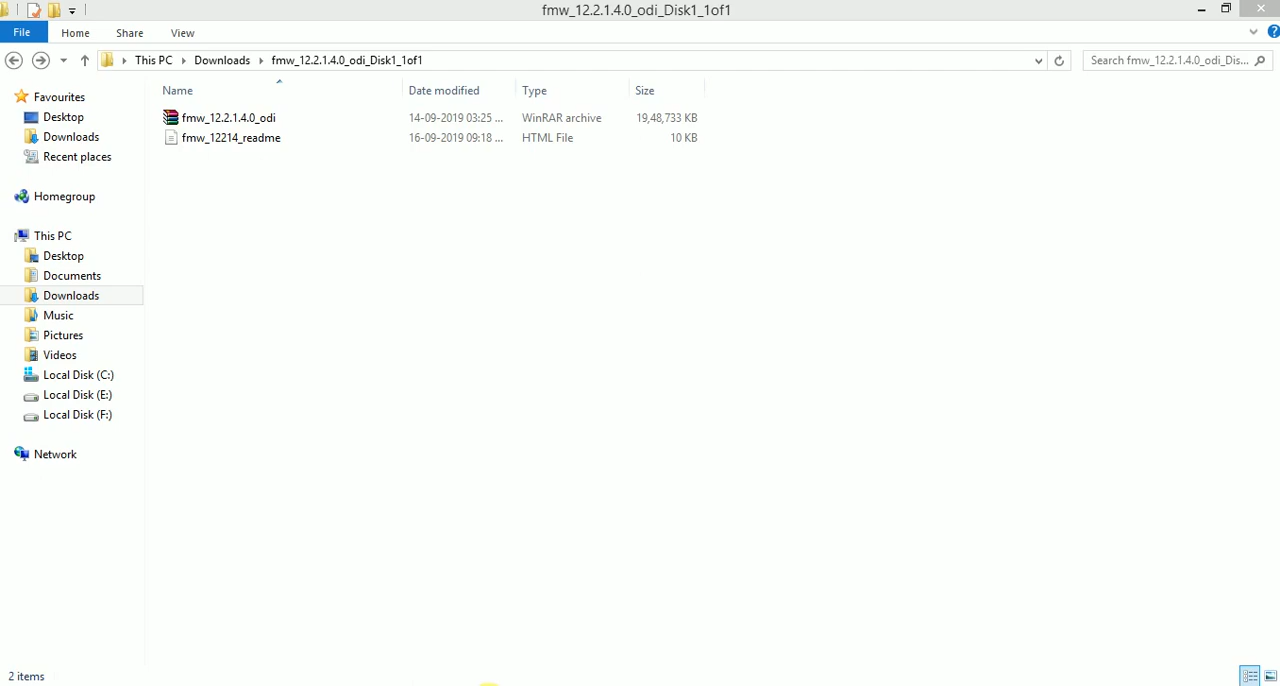 fmw_12.2.1.4.0_odi_Disk1_1of1
File Home Share View
This PC Downloads fmw_12.2.1.4.0_odi_Disk1_1of1
Search fmw_12.2.1.4.0_odi_Dis...
Favourites
Desktop
Downloads
Recent places
Homegroup
This PC
Desktop
Documents
Downloads
Music
Pictures
Videos
Local Disk (C:)
Local Disk (E:)
Local Disk (F:)
Network
Name Date modified Type Size
fmw_12.2.1.4.0_odi 14-09-2019 03:25 ... WinRAR archive 19,48,733 KB
fmw_12214_readme 16-09-2019 09:18 ... HTML File 10 KB
2 items